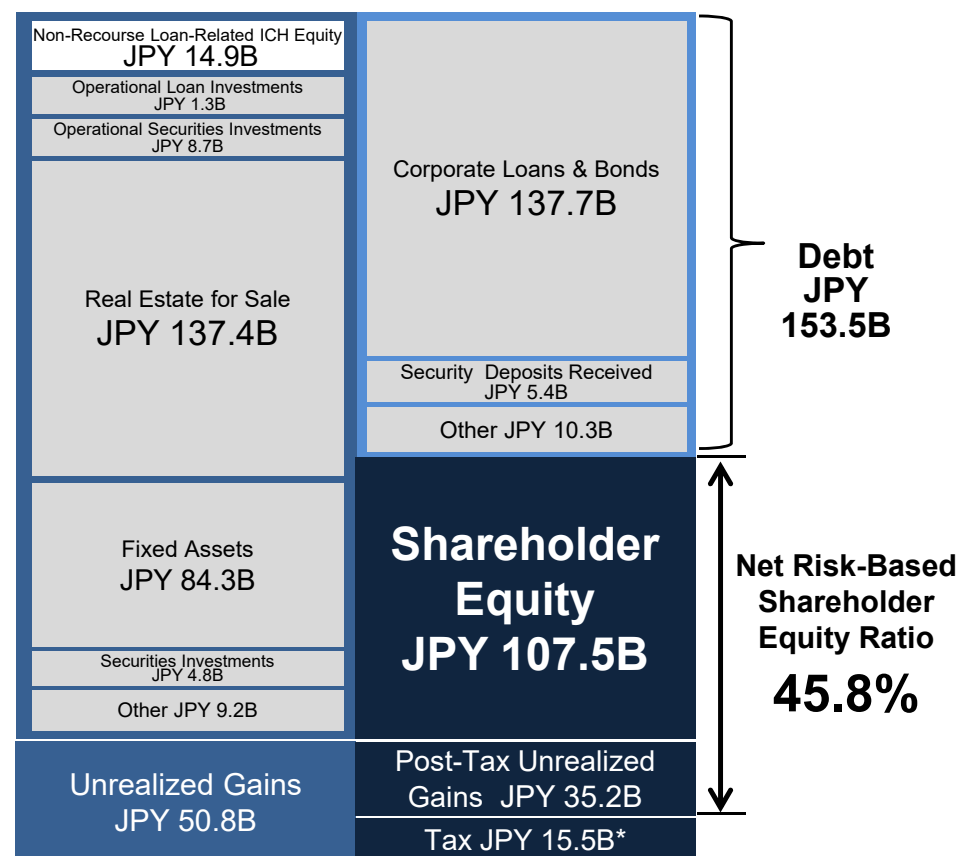 Non-Recourse Loan-Related ICH Equity
JPY 14.9B
Operational Loan Investments
JPY 1.3B
Operational Securities Investments
JPY 8.7B
Real Estate for Sale
JPY 137.4B
Fixed Assets
JPY 84.3B
Securities Investments
JPY 4.8B
Other JPY 9.2B
Unrealized Gains
JPY 50.8B
Corporate Loans & Bonds
JPY 137.7B
Security Deposits Received
JPY 5.4B
Other JPY 10.3B
Shareholder
Equity
JPY 107.5B
Post-Tax Unrealized
Gains JPY 35.2B
Tax JPY 15.5B*
Debt
JPY
153.5B
Net Risk-Based
Shareholder
Equity Ratio
45.8%